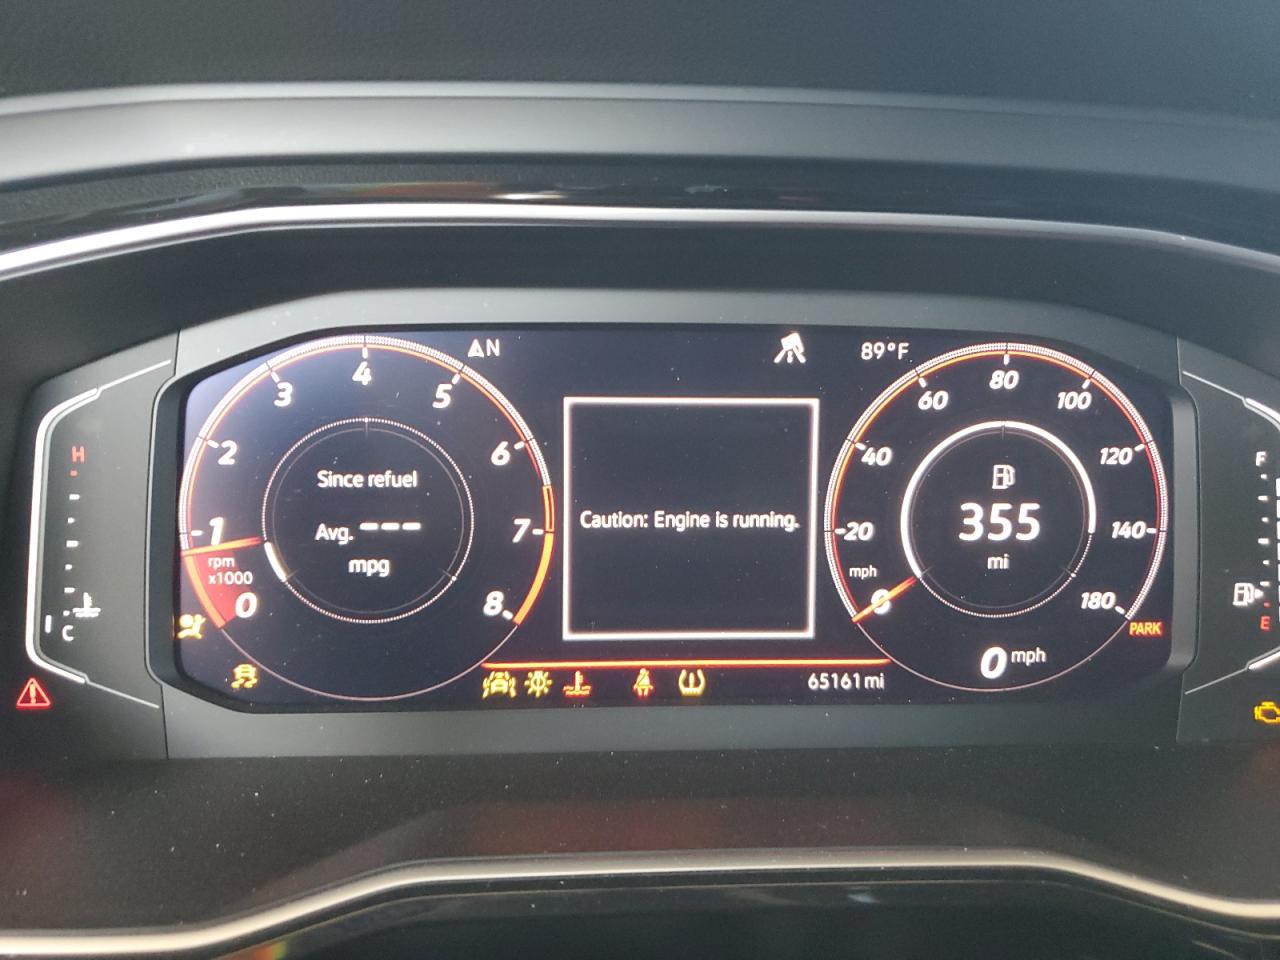 N
89°F
H
C
1
2
3
4
5
6
7
8
0
rpm
x1000
Since refuel
Avg. ---
mpg
Caution: Engine is running.
0
20
40
60
80
100
120
140
180
mph
355
mi
0 mph
PARK
65161 mi
F
E